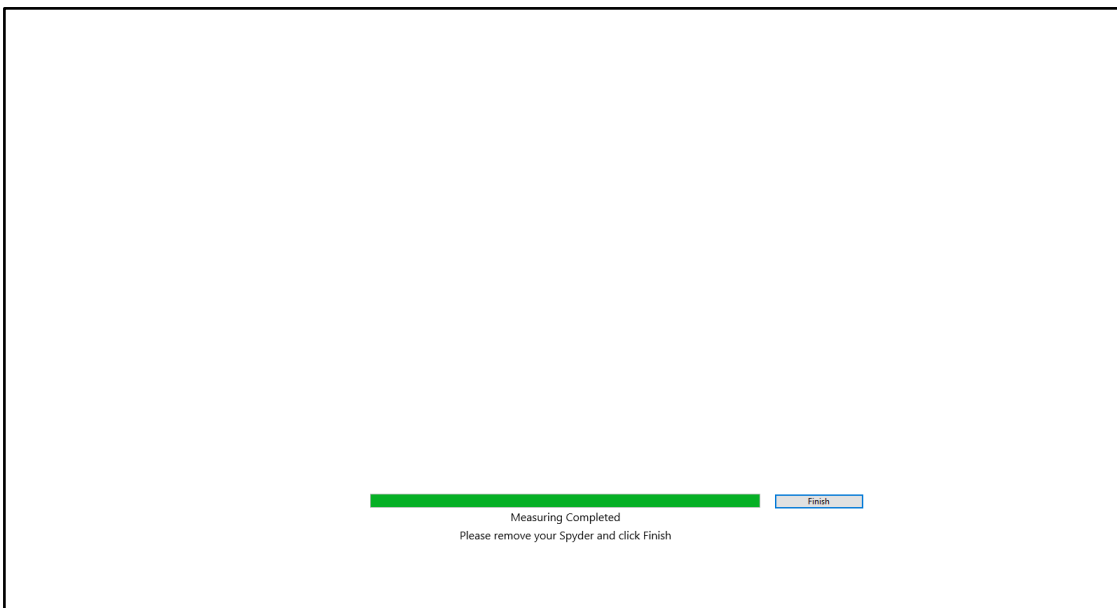 Finish
Measuring Completed
Please remove your Spyder and click Finish